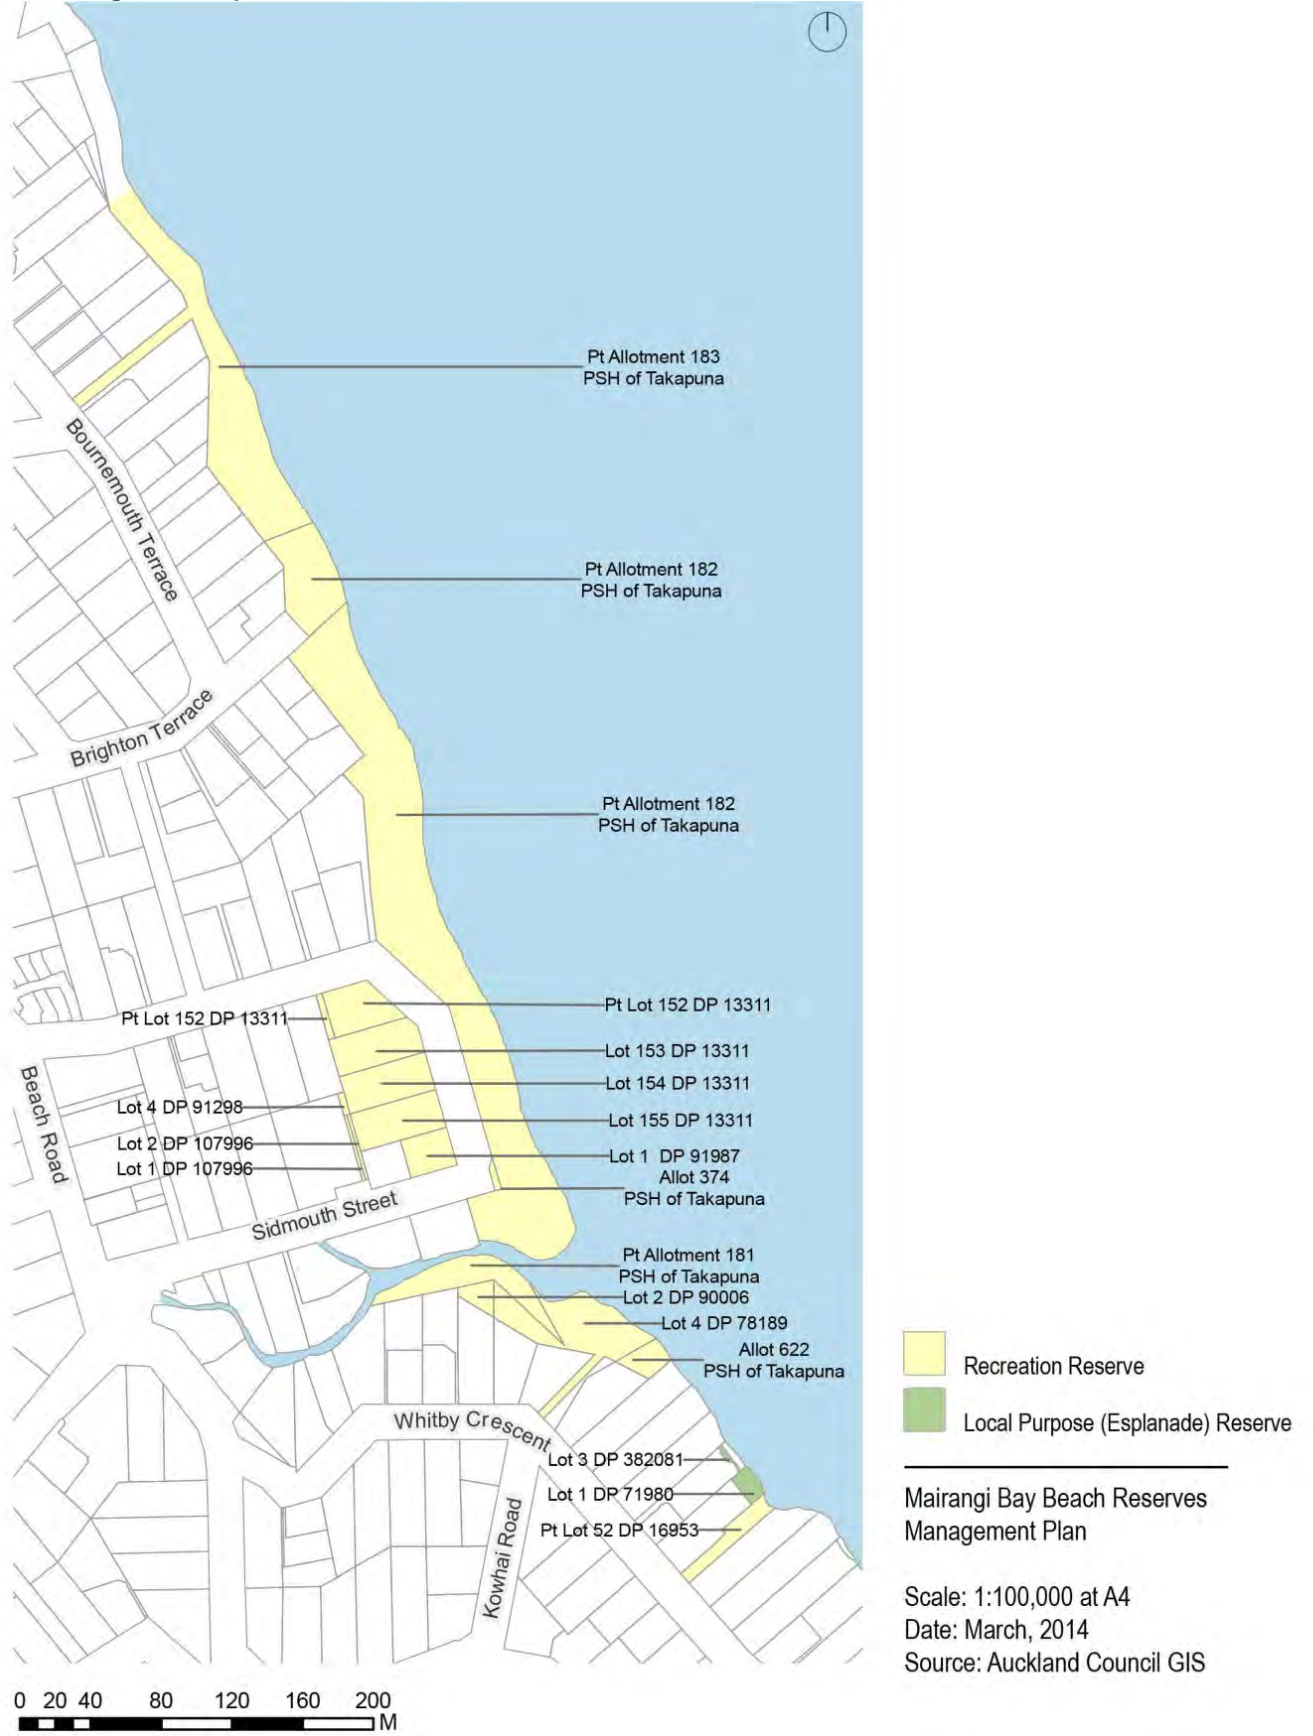 Pt Allotment 183
PSH of Takapuna
Bournemouth Terrace
Pt Allotment 182
PSH of Takapuna
Brighton Terrace
Pt Allotment 182
PSH of Takapuna
Pt Lot 152 DP 13311
Pt Lot 152 DP 13311
Lot 153 DP 13311
Lot 154 DP 13311
Beach Road
Lot 4 DP 91298
Lot 155 DP 13311
Lot 2 DP 107996
Lot 1 DP 91987
Lot 1 DP 107996
Allot 374
PSH of Takapuna
Sidmouth Street
Pt Allotment 181
PSH of Takapuna
Lot 2 DP 90006
Lot 4 DP 78189
Allot 622
PSH of Takapuna
Whitby Crescent
Lot 3 DP 382081
Lot 1 DP 71980
Pt Lot 52 DP 16953
Kowhai Road
Recreation Reserve
Local Purpose (Esplanade) Reserve
Mairangi Bay Beach Reserves
Management Plan
Scale: 1:100,000 at A4
Date: March, 2014
Source: Auckland Council GIS
0 20 40 80 120 160 200
M